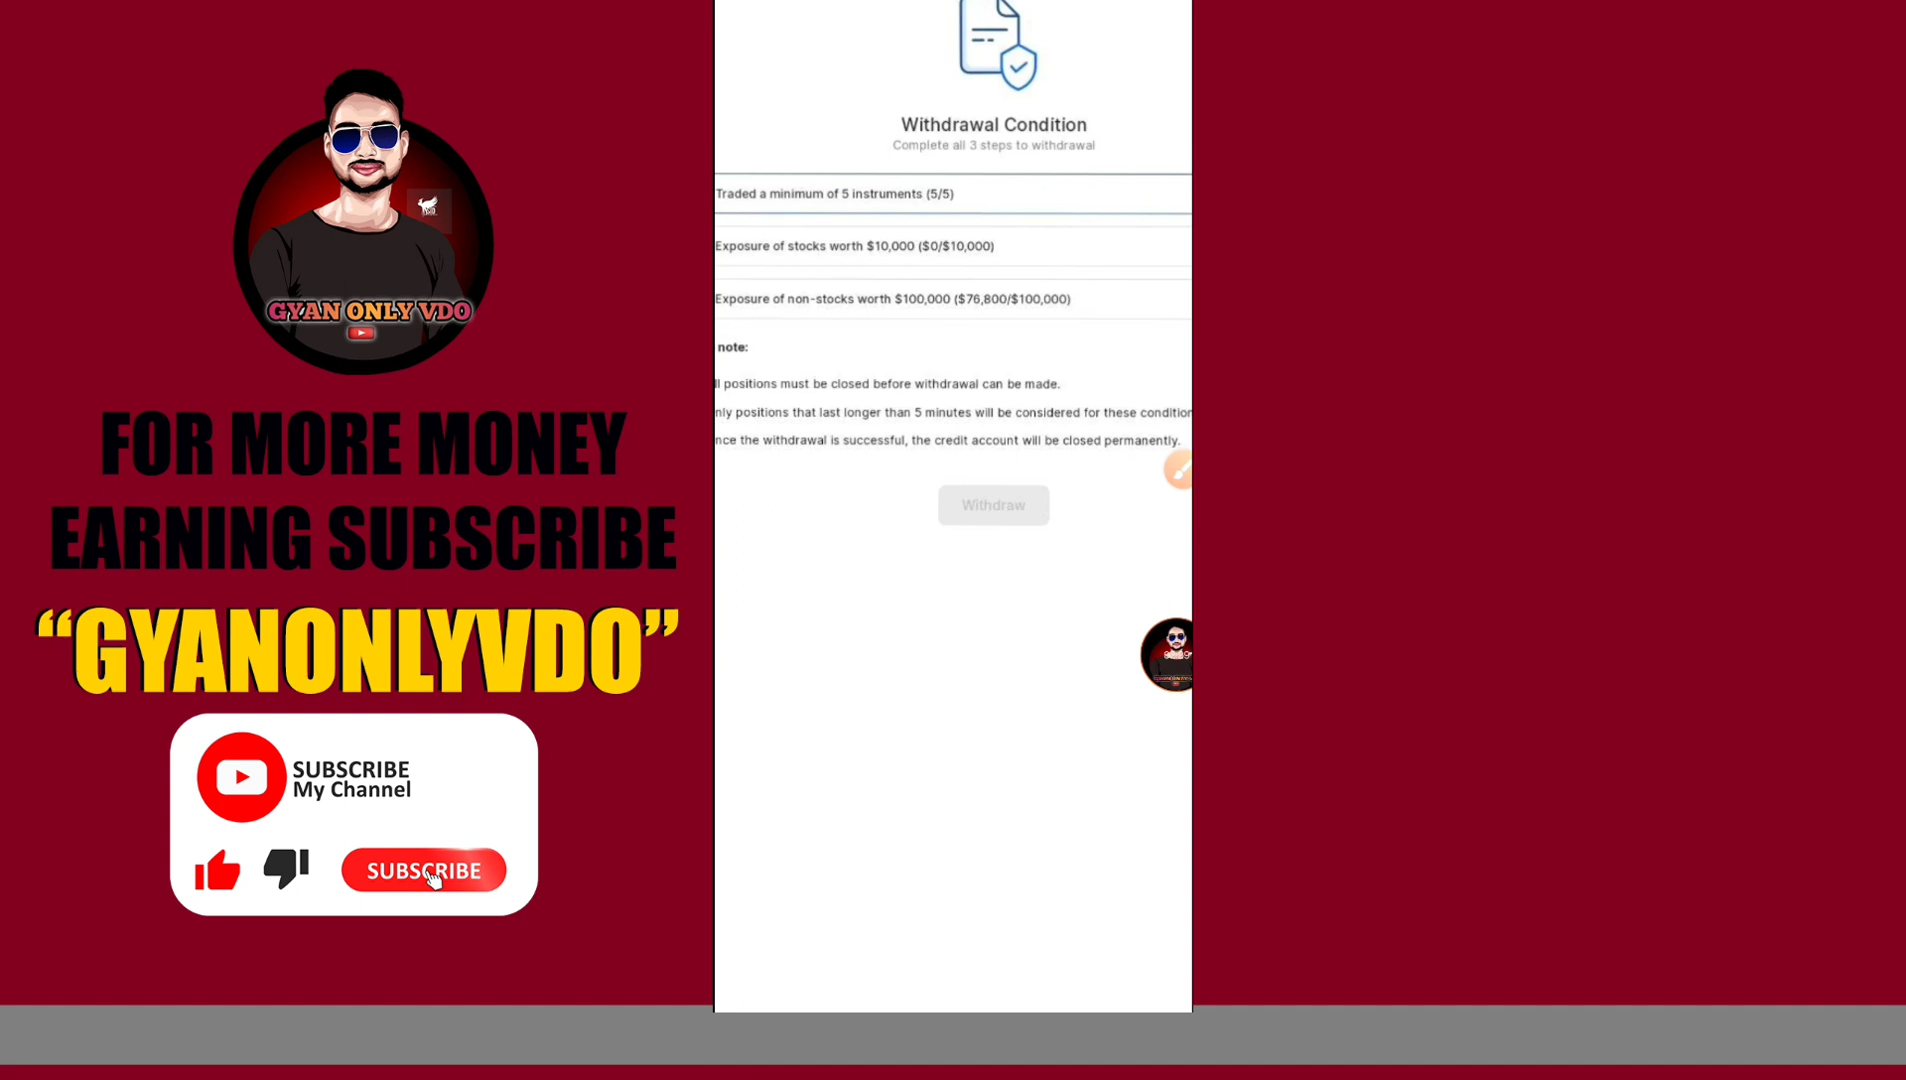 GYAN ONLY VDO
FOR MORE MONEY
EARNING SUBSCRIBE
“GYANONLYVDO”
SUBSCRIBE
My Channel
SUBSCRIBE
Withdrawal Condition
Complete all 3 steps to withdrawal
Traded a minimum of 5 instruments (5/5)
Exposure of stocks worth $10,000 ($0/$10,000)
Exposure of non-stocks worth $100,000 ($76,800/$100,000)
note:
ll positions must be closed before withdrawal can be made.
nly positions that last longer than 5 minutes will be considered for these condition
nce the withdrawal is successful, the credit account will be closed permanently.
Withdraw